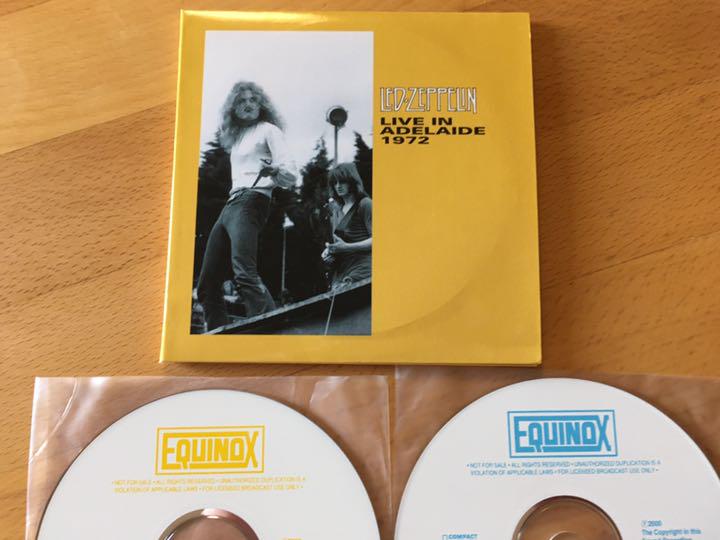 LED-ZEPPELIN
LIVE IN
ADELAIDE
1972
EQUINOX
• NOT FOR SALE • ALL RIGHTS RESERVED • UNAUTHORIZED DUPLICATION IS A
VIOLATION OF APPLICABLE LAWS • FOR LICENSED BROADCAST USE ONLY •
EQUINOX
• NOT FOR SALE • ALL RIGHTS RESERVED • UNAUTHORIZED DUPLICATION IS A
VIOLATION OF APPLICABLE LAWS • FOR LICENSED BROADCAST USE ONLY •
COMPACT
℗ 2000
The Copyright in this